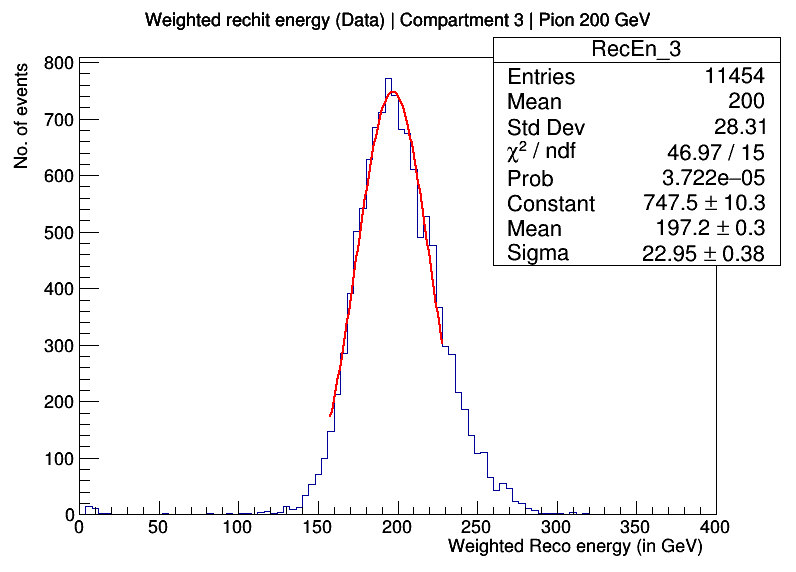 Weighted rechit energy (Data) | Compartment 3 | Pion 200 GeV
RecEn_3
Entries 11454
Mean 200
Std Dev 28.31
χ² / ndf 46.97 / 15
Prob 3.722e−05
Constant 747.5 ± 10.3
Mean 197.2 ± 0.3
Sigma 22.95 ± 0.38
No. of events
800
700
600
500
400
300
200
100
0
0 50 100 150 200 250 300 350 400
Weighted Reco energy (in GeV)